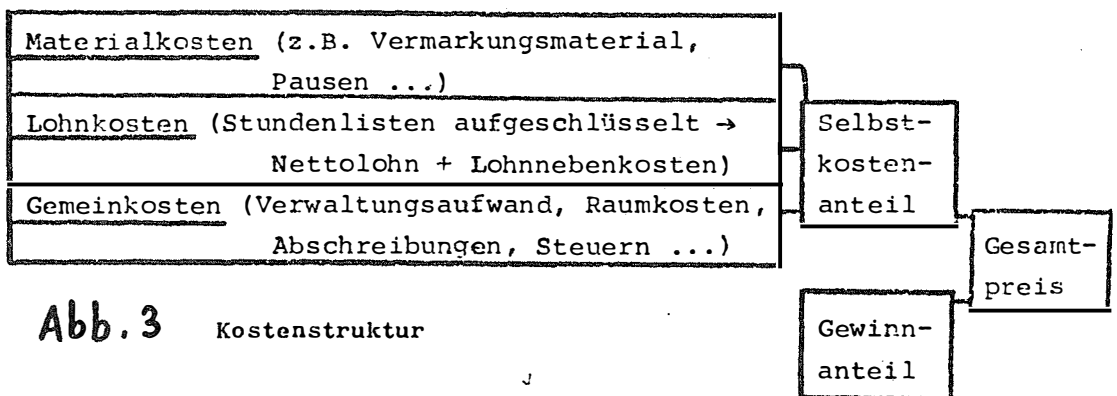 Materialkosten (z.B. Vermarkungsmaterial,
Pausen ...)
Lohnkosten (Stundenlisten aufgeschlüsselt →
Nettolohn + Lohnnebenkosten)
Gemeinkosten (Verwaltungsaufwand, Raumkosten,
Abschreibungen, Steuern ...)
Selbst-
kosten-
anteil
Gesamt-
preis
Gewinn-
anteil
Abb. 3 Kostenstruktur